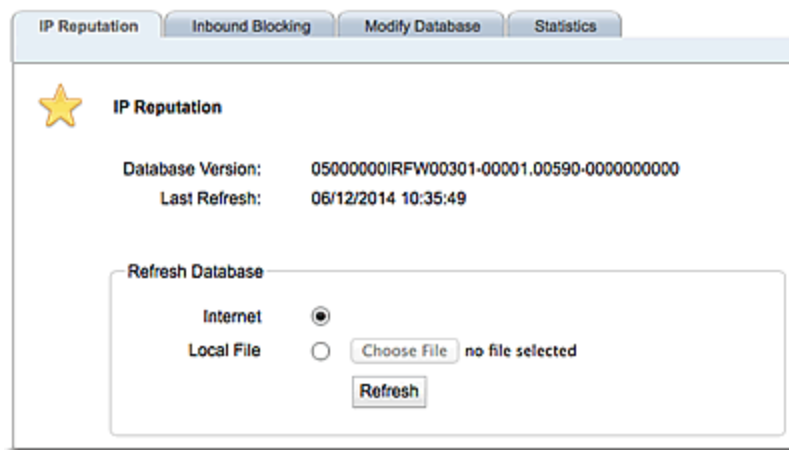 IP Reputation Inbound Blocking Modify Database Statistics
IP Reputation
Database Version: 05000000IRFW00301-00001.00590-0000000000
Last Refresh: 06/12/2014 10:35:49
Refresh Database
Internet
Local File Choose File no file selected
Refresh